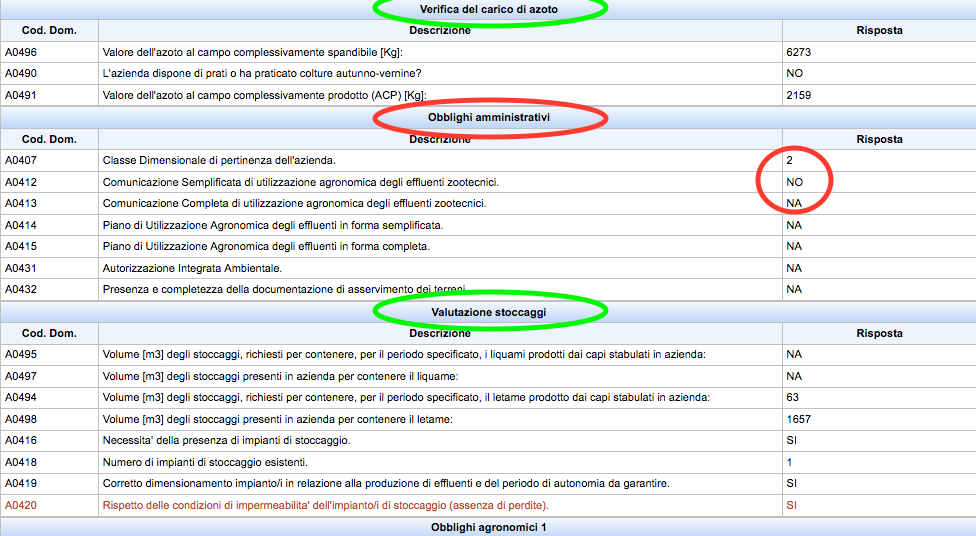 Verifica del carico di azoto
Cod. Dom. Descrizione Risposta
A0496 Valore dell'azoto al campo complessivamente spandibile [Kg]: 6273
A0490 L'azienda dispone di prati o ha praticato colture autunno-vernine? NO
A0491 Valore dell'azoto al campo complessivamente prodotto (ACP) [Kg]: 2159
Obblighi amministrativi
Cod. Dom. Descrizione Risposta
A0407 Classe Dimensionale di pertinenza dell'azienda. 2
A0412 Comunicazione Semplificata di utilizzazione agronomica degli effluenti zootecnici. NO
A0413 Comunicazione Completa di utilizzazione agronomica degli effluenti zootecnici. NA
A0414 Piano di Utilizzazione Agronomica degli effluenti in forma semplificata. NA
A0415 Piano di Utilizzazione Agronomica degli effluenti in forma completa. NA
A0431 Autorizzazione Integrata Ambientale. NA
A0432 Presenza e completezza della documentazione di asservimento dei terreni. NA
Valutazione stoccaggi
Cod. Dom. Descrizione Risposta
A0495 Volume [m3] degli stoccaggi, richiesti per contenere, per il periodo specificato, i liquami prodotti dai capi stabulati in azienda: NA
A0497 Volume [m3] degli stoccaggi presenti in azienda per contenere il liquame: NA
A0494 Volume [m3] degli stoccaggi, richiesti per contenere, per il periodo specificato, il letame prodotto dai capi stabulati in azienda: 63
A0498 Volume [m3] degli stoccaggi presenti in azienda per contenere il letame: 1657
A0416 Necessita' della presenza di impianti di stoccaggio. SI
A0418 Numero di impianti di stoccaggio esistenti. 1
A0419 Corretto dimensionamento impianto/i in relazione alla produzione di effluenti e del periodo di autonomia da garantire. SI
A0420 Rispetto delle condizioni di impermeabilita' dell'impianto/i di stoccaggio (assenza di perdite). SI
Obblighi agronomici 1